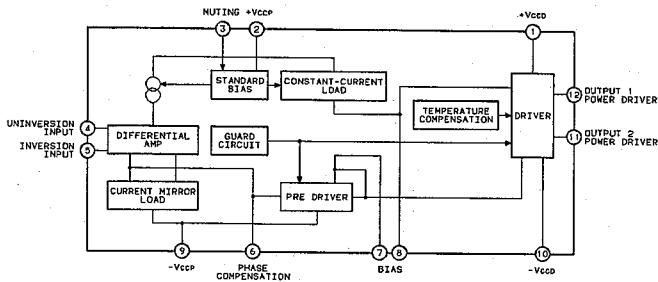 MUTING +VCCP
+VCCD
3
2
1
STANDARD
BIAS
CONSTANT-CURRENT
LOAD
12
OUTPUT 1
POWER DRIVER
UNINVERSION
INPUT
4
INVERSION
INPUT
5
DIFFERENTIAL
AMP
GUARD
CIRCUIT
TEMPERATURE
COMPENSATION
DRIVER
11
OUTPUT 2
POWER DRIVER
CURRENT MIRROR
LOAD
PRE DRIVER
9
6
7
8
10
-VCCP
PHASE
COMPENSATION
BIAS
-VCCD